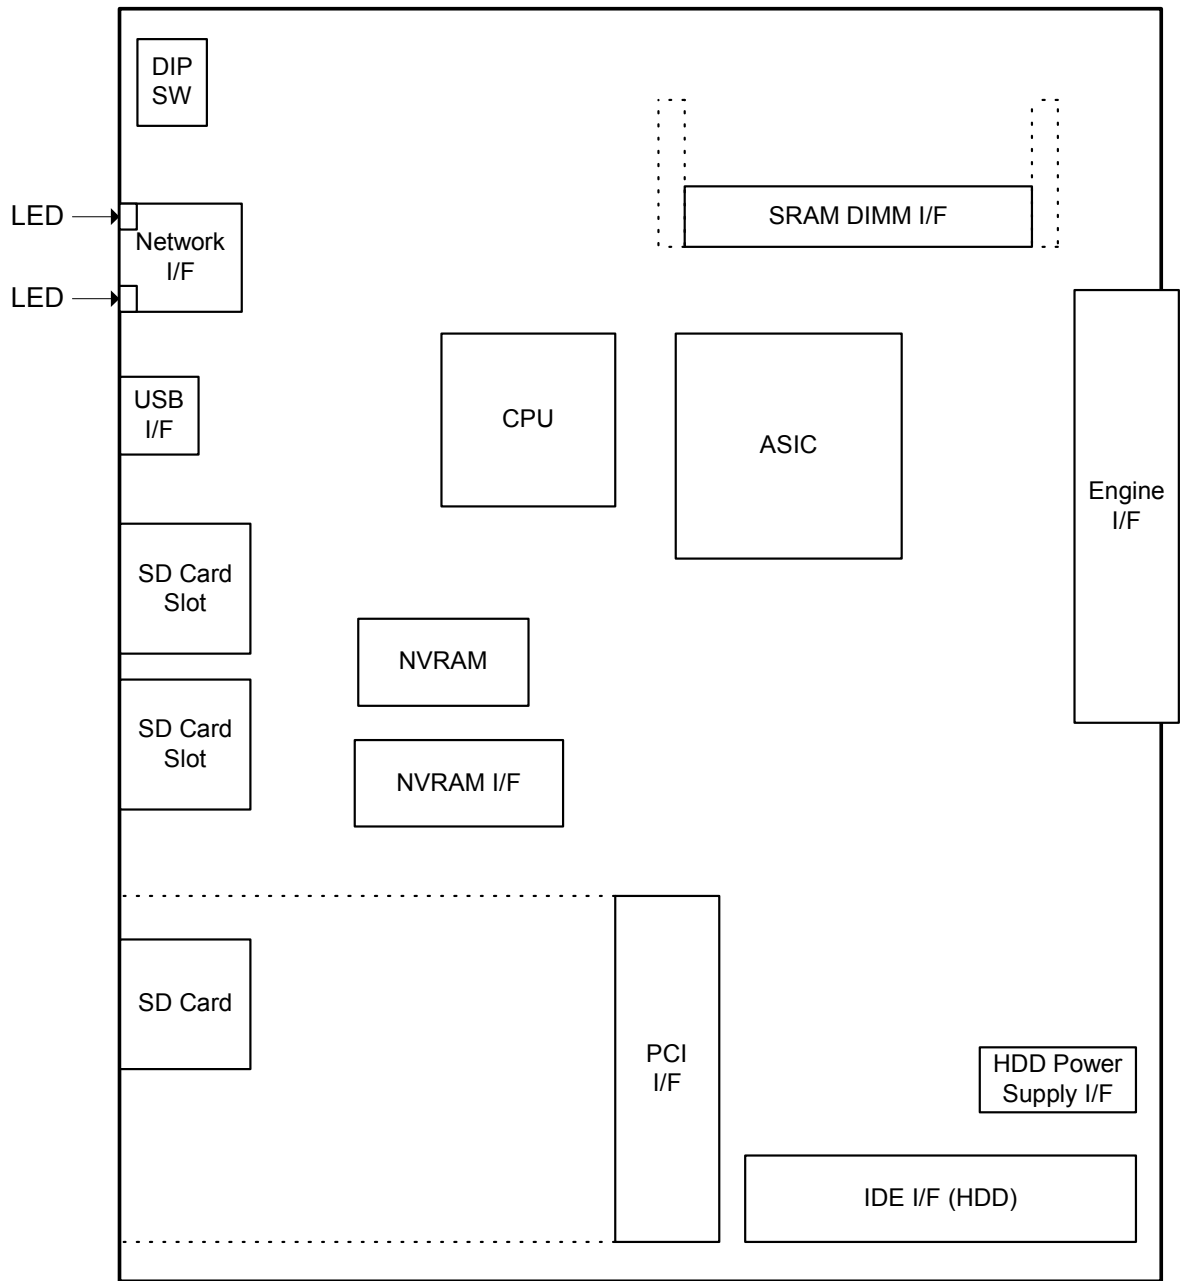 DIP
SW
LED
Network
I/F
LED
SRAM DIMM I/F
USB
I/F
CPU
ASIC
Engine
I/F
SD Card
Slot
NVRAM
SD Card
Slot
NVRAM I/F
SD Card
PCI
I/F
HDD Power
Supply I/F
IDE I/F (HDD)